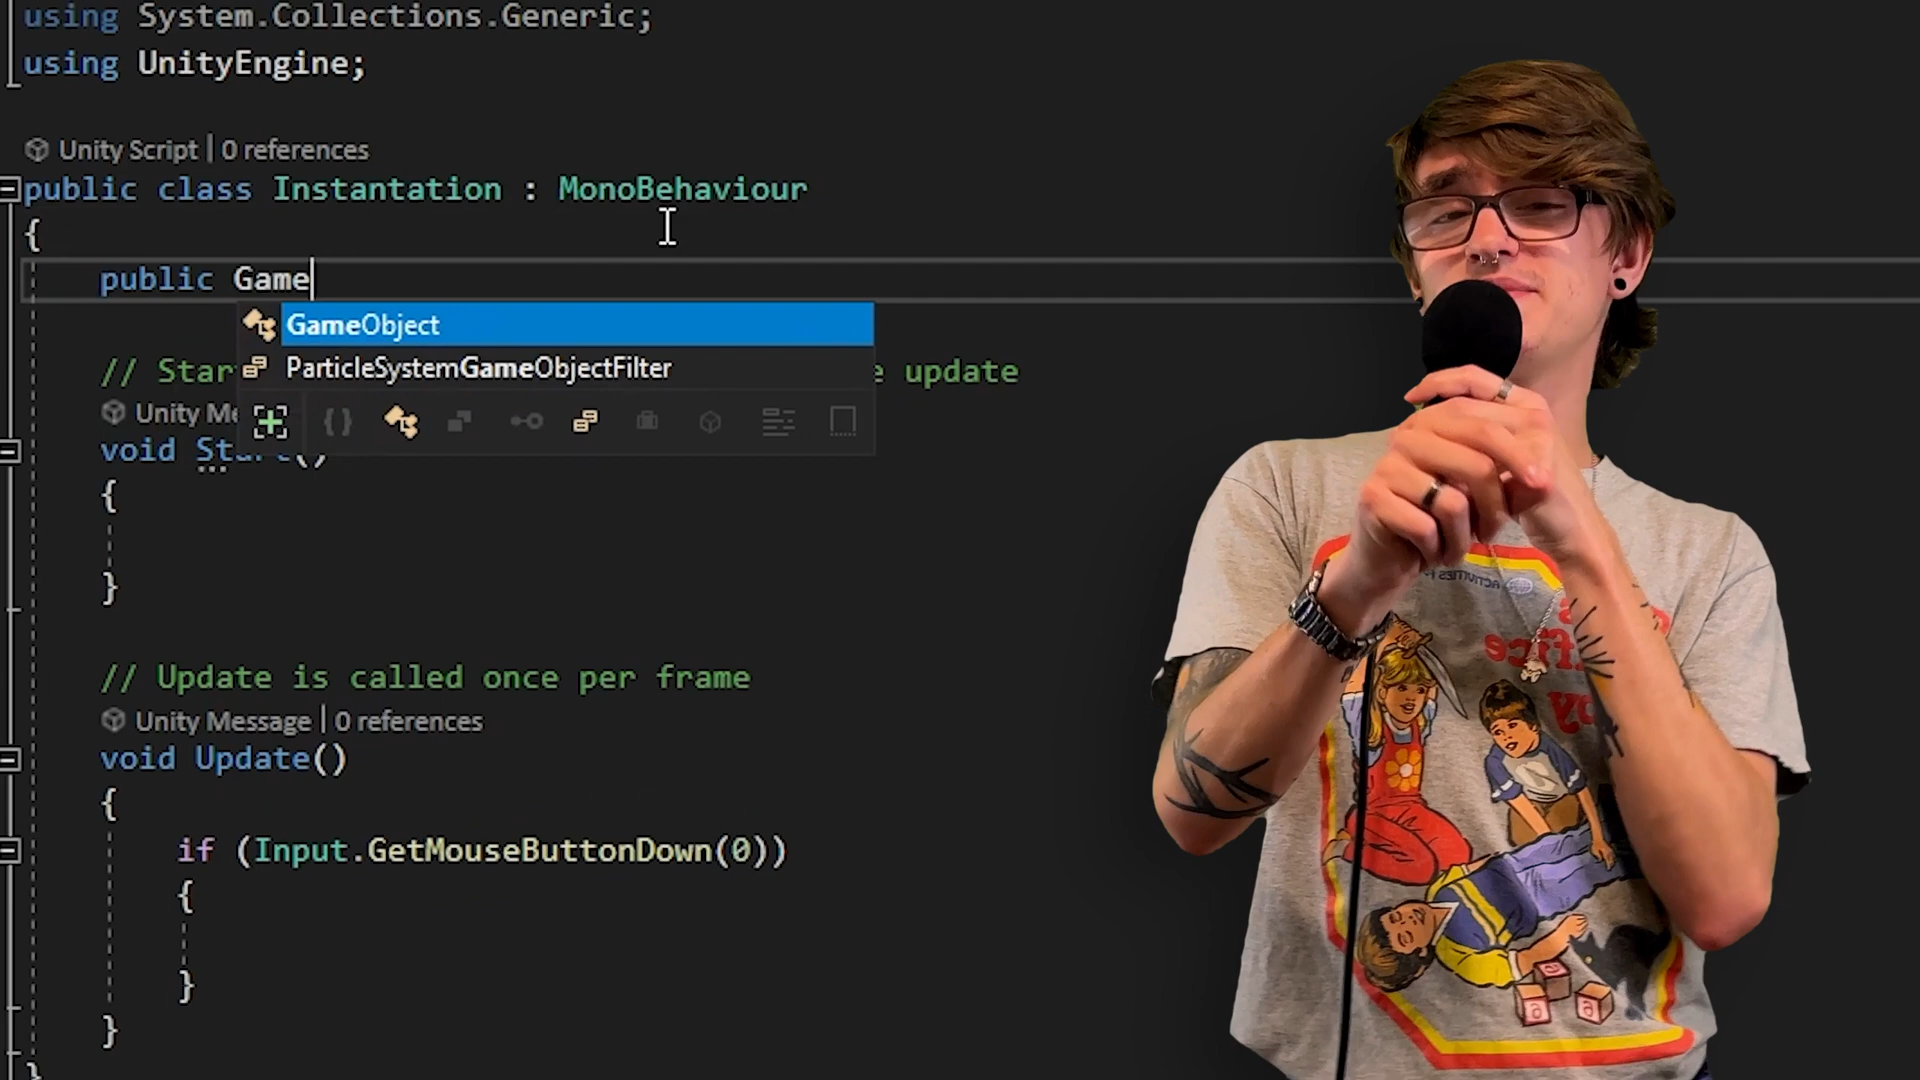 using System.Collections.Generic;
using UnityEngine;
Unity Script | 0 references
public class Instantation : MonoBehaviour
{
public Game
GameObject
ParticleSystemGameObjectFilter
// Star
update
Unity Me
void Start()
{
}
// Update is called once per frame
Unity Message | 0 references
void Update()
{
if (Input.GetMouseButtonDown(0))
{
}
}
}